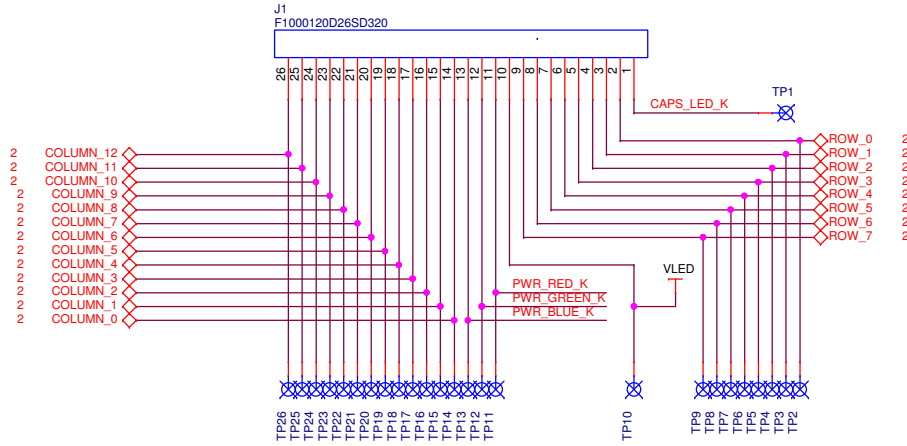 J1
F1000120D26SD320
26 25 24 23 22 21 20 19 18 17 16 15 14 13 12 11 10 9 8 7 6 5 4 3 2 1
TP1
CAPS_LED_K
2 COLUMN_12 ROW_0 2
2 COLUMN_11 ROW_1 2
2 COLUMN_10 ROW_2 2
2 COLUMN_9 ROW_3 2
2 COLUMN_8 ROW_4 2
2 COLUMN_7 ROW_5 2
2 COLUMN_6 ROW_6 2
2 COLUMN_5 ROW_7 2
2 COLUMN_4
2 COLUMN_3
2 COLUMN_2
2 COLUMN_1
2 COLUMN_0
VLED
PWR_RED_K
PWR_GREEN_K
PWR_BLUE_K
TP26 TP25 TP24 TP23 TP22 TP21 TP20 TP19 TP18 TP17 TP16 TP15 TP14 TP13 TP12 TP11 TP10 TP9 TP8 TP7 TP6 TP5 TP4 TP3 TP2